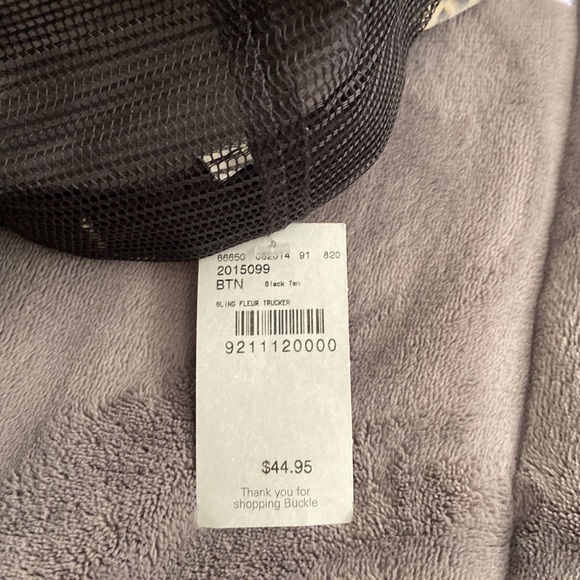 66650 082014 91 820
2015099
BTN Black Tan
BLING FLEUR TRUCKER
9211120000
$44.95
Thank you for
shopping Buckle